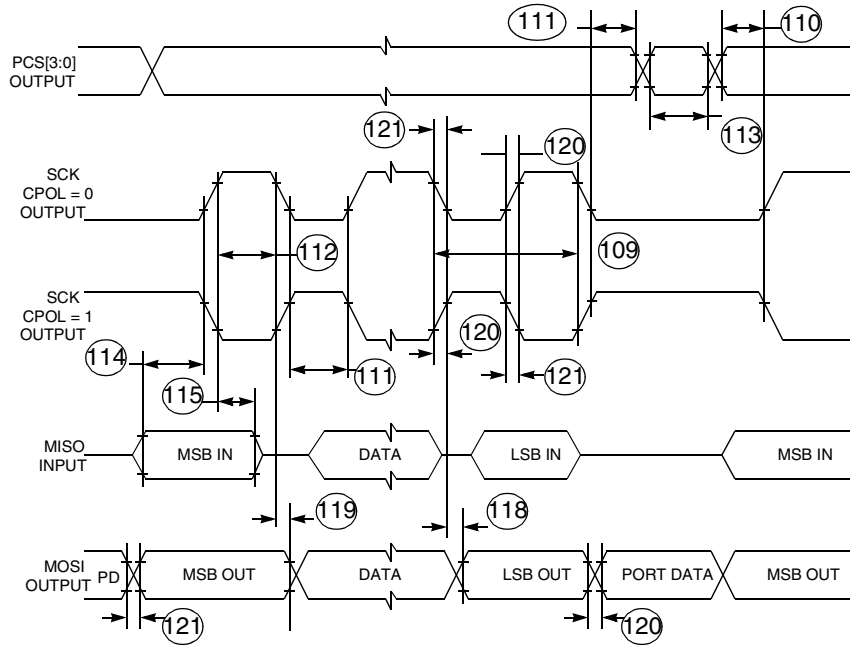 111
110
PCS[3:0]
OUTPUT
121
120
113
SCK
CPOL = 0
OUTPUT
112
109
SCK
CPOL = 1
OUTPUT
120
114
111
121
115
MISO
INPUT
MSB IN
DATA
LSB IN
MSB IN
119
118
MOSI
OUTPUT
PD
MSB OUT
DATA
LSB OUT
PORT DATA
MSB OUT
121
120